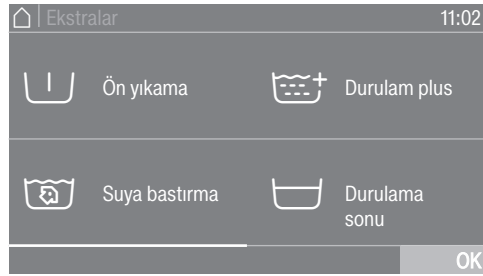 Ekstralar 11:02
Ön yıkama
Durulam plus
Suya bastırma
Durulama
sonu
OK